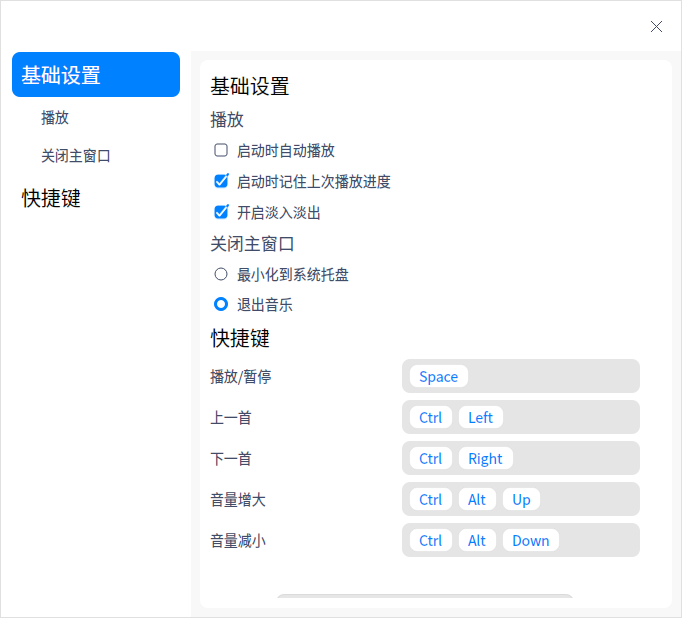 基础设置
播放
关闭主窗口
快捷键
基础设置
播放
启动时自动播放
启动时记住上次播放进度
开启淡入淡出
关闭主窗口
最小化到系统托盘
退出音乐
快捷键
播放/暂停 Space
上一首 Ctrl Left
下一首 Ctrl Right
音量增大 Ctrl Alt Up
音量减小 Ctrl Alt Down